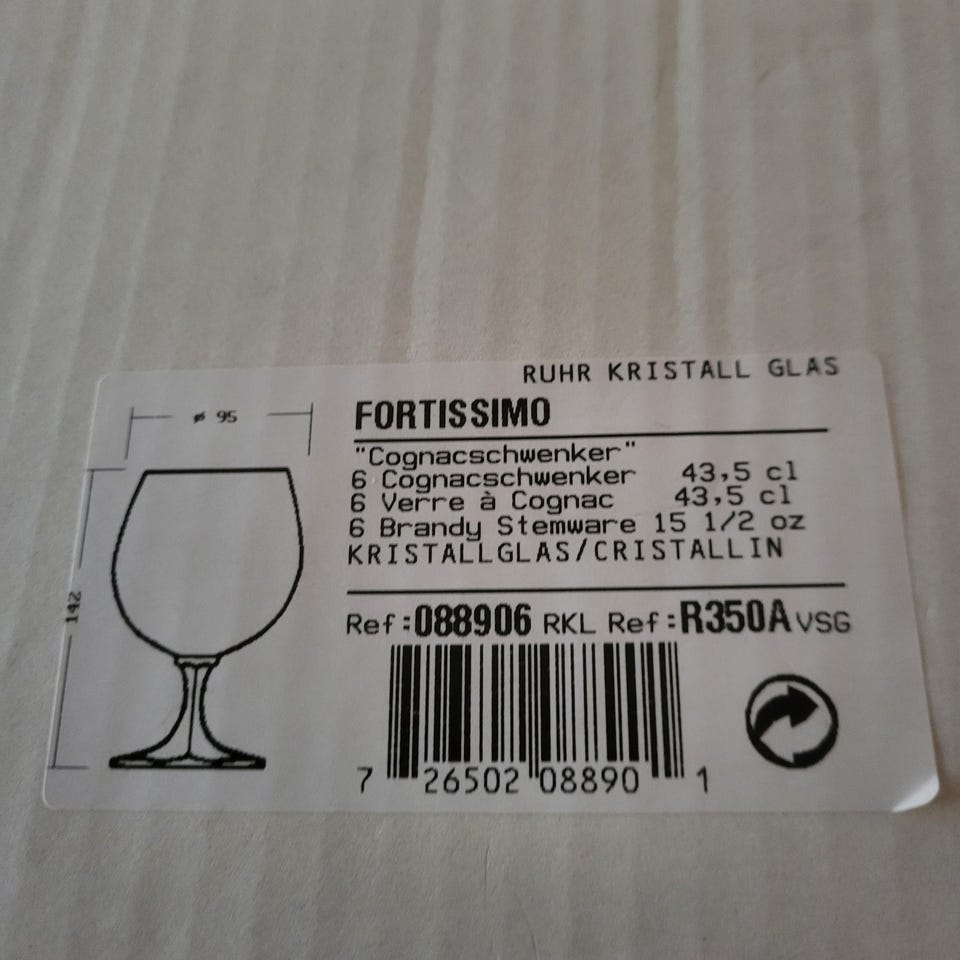 RUHR KRISTALL GLAS
FORTISSIMO
"Cognacschwenker"
6 Cognacschwenker 43,5 cl
6 Verre à Cognac 43,5 cl
6 Brandy Stemware 15 1/2 oz
KRISTALLGLAS/CRISTALLIN
Ref:088906 RKL Ref:R350A VSG
7 26502 08890 1
ø 95
142